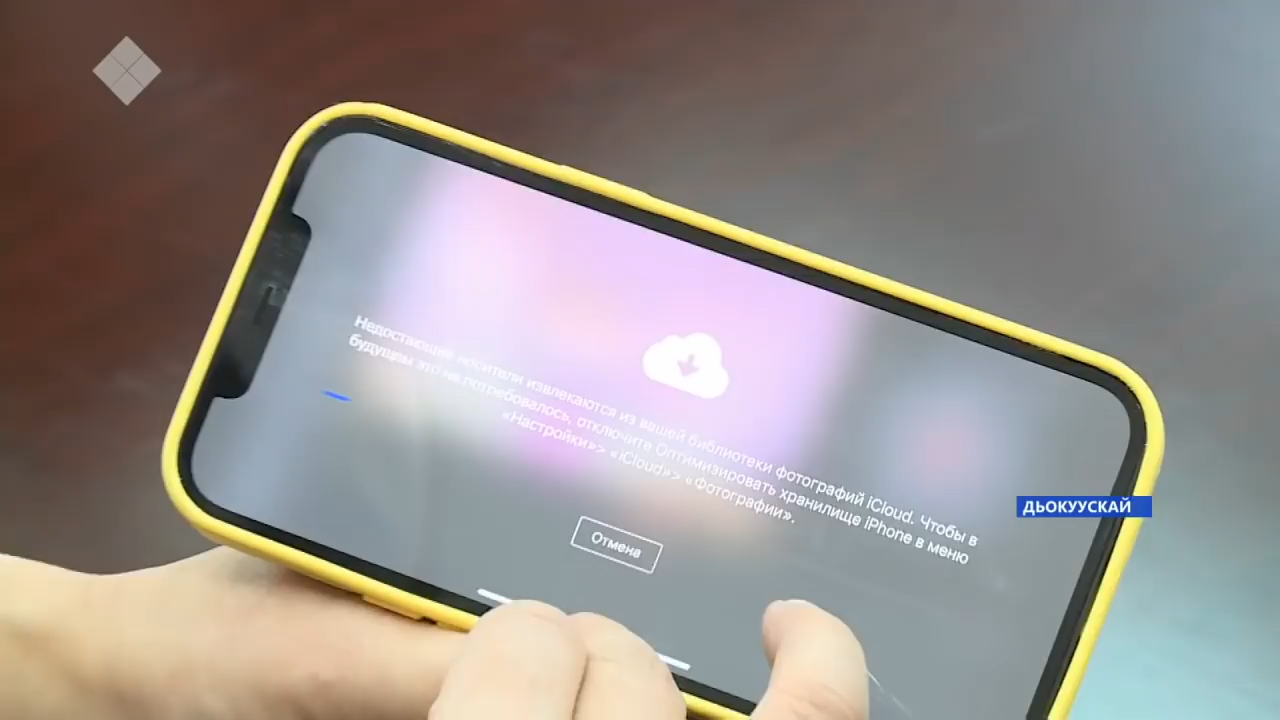 Недостающие носители извлекаются из вашей библиотеки фотографий iCloud. Чтобы в
будущем это не потребовалось, отключите Оптимизировать хранилище iPhone в меню
«Настройки»> «iCloud»> «Фотографии».
Отмена
ДЬОКУУСКАЙ